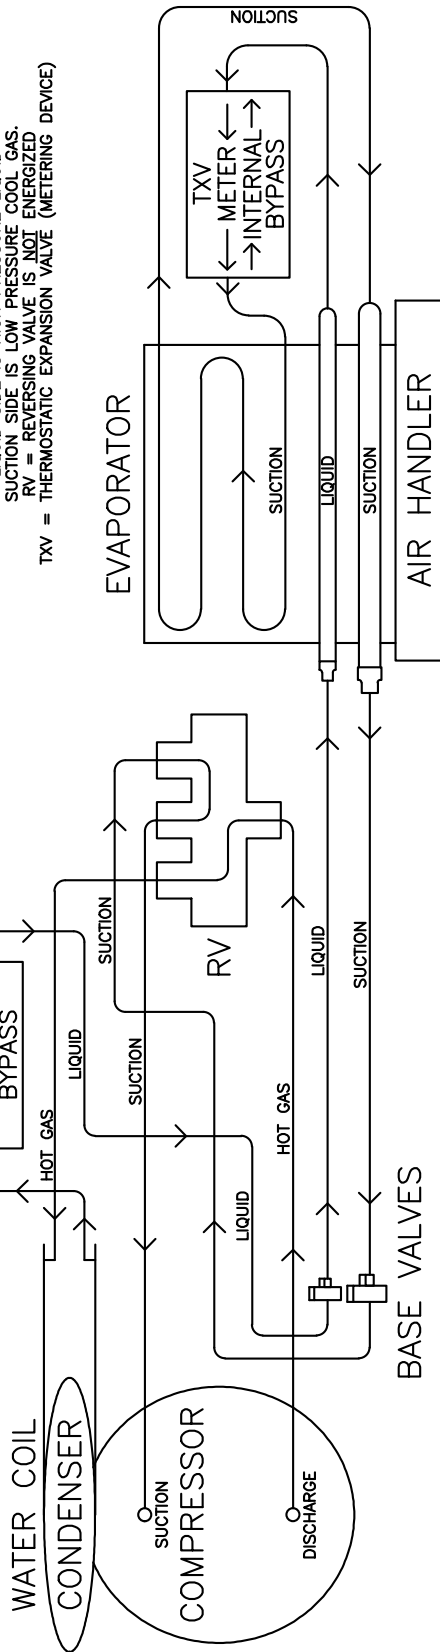 SUCTION SIDE IS LOW PRESSURE COOL GAS.
RV = REVERSING VALVE IS NOT ENERGIZED
TXV = THERMOSTATIC EXPANSION VALVE (METERING DEVICE)
WATER COIL
CONDENSER
HOT GAS
BYPASS
LIQUID
SUCTION
SUCTION
SUCTION
COMPRESSOR
DISCHARGE
LIQUID
HOT GAS
RV
LIQUID
SUCTION
BASE VALVES
EVAPORATOR
SUCTION
LIQUID
SUCTION
AIR HANDLER
TXV
METER
INTERNAL
BYPASS
SUCTION